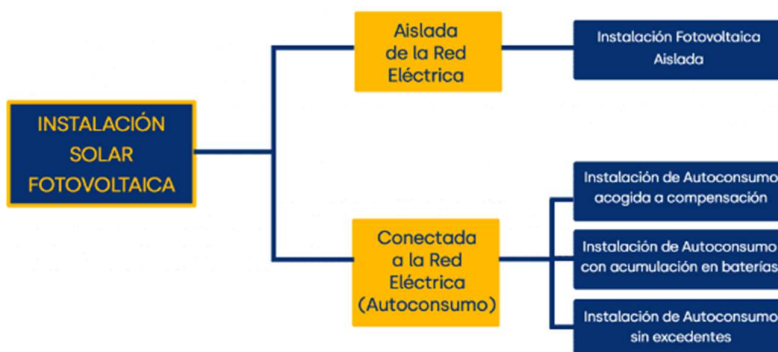 INSTALACIÓN
SOLAR
FOTOVOLTAICA
Aislada
de la Red
Eléctrica
Instalación Fotovoltaica
Aislada
Conectada
a la Red
Eléctrica
(Autoconsumo)
Instalación de Autoconsumo
acogida a compensación
Instalación de Autoconsumo
con acumulación en baterías
Instalación de Autoconsumo
sin excedentes